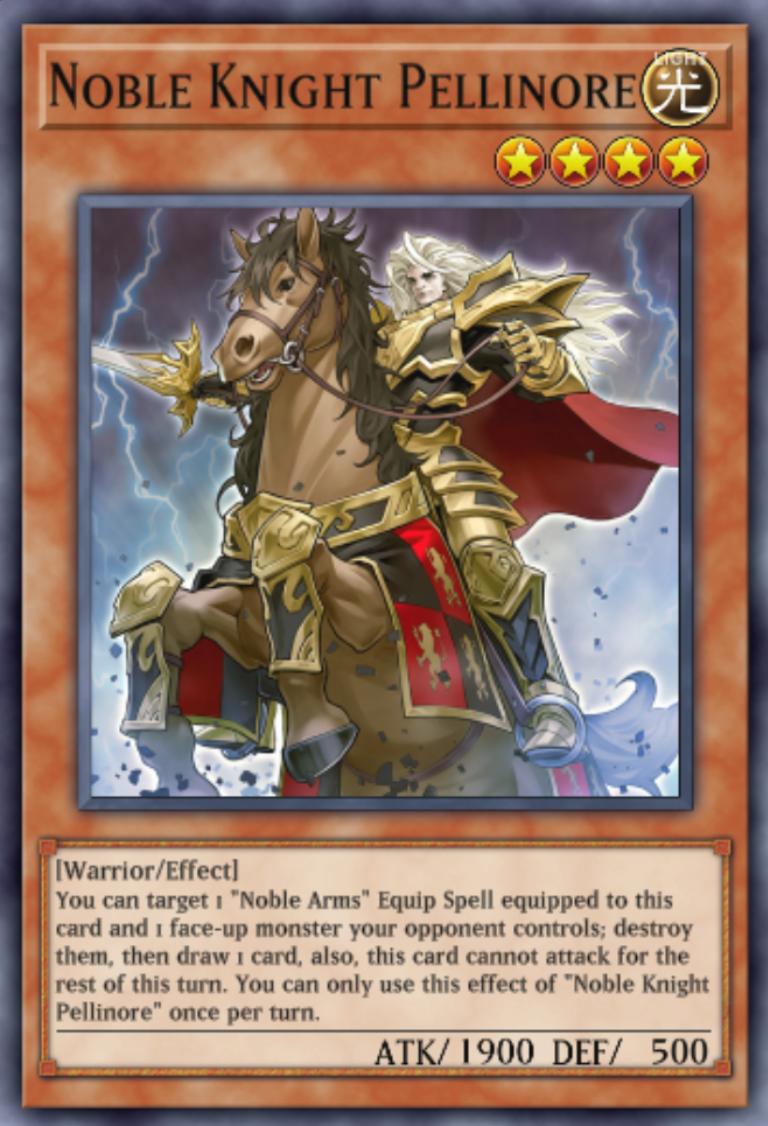 NOBLE KNIGHT PELLINORE
LIGHT
光
[Warrior/Effect]
You can target 1 "Noble Arms" Equip Spell equipped to this
card and 1 face-up monster your opponent controls; destroy
them, then draw 1 card, also, this card cannot attack for the
rest of this turn. You can only use this effect of "Noble Knight
Pellinore" once per turn.
ATK/ 1900 DEF/ 500